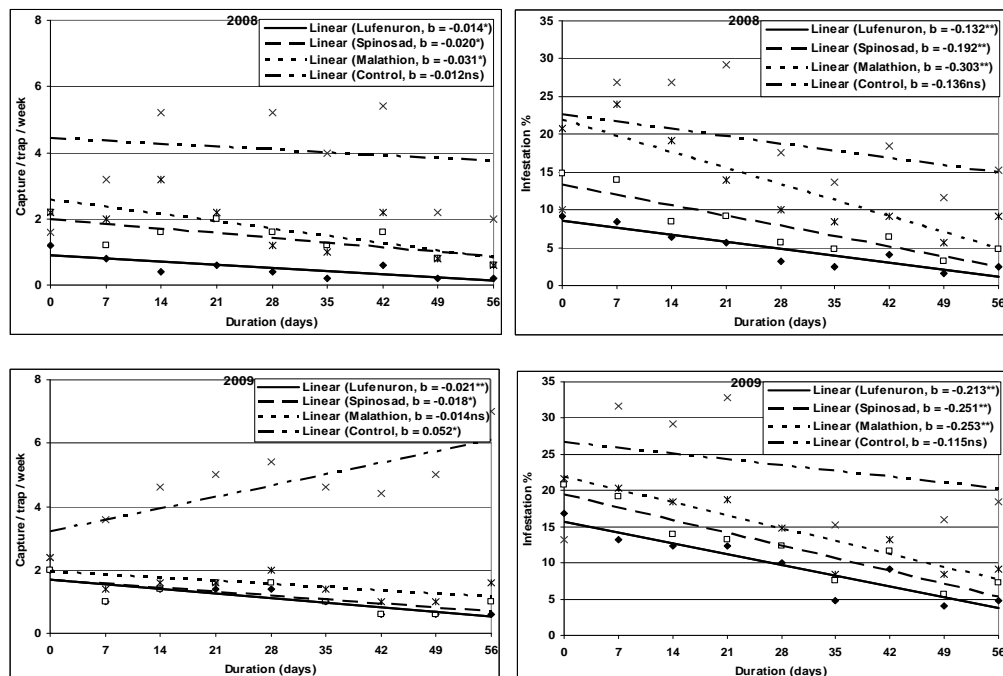 2008
Linear (Lufenuron, b = -0.014*)
Linear (Spinosad, b = -0.020*)
Linear (Malathion, b = -0.031*)
Linear (Control, b = -0.012ns)
8
6
4
2
0
Capture / trap / week
0 7 14 21 28 35 42 49 56
Duration (days)
2008
Linear (Lufenuron, b = -0.132**)
Linear (Spinosad, b = -0.192**)
Linear (Malathion, b = -0.303**)
Linear (Control, b = -0.136ns)
35
30
25
20
15
10
5
0
Infestation %
0 7 14 21 28 35 42 49 56
Duration (days)
2009
Linear (Lufenuron, b = -0.021**)
Linear (Spinosad, b = -0.018*)
Linear (Malathion, b = -0.014ns)
Linear (Control, b = 0.052*)
8
6
4
2
0
Capture / trap / week
0 7 14 21 28 35 42 49 56
Duration (days)
2009
Linear (Lufenuron, b = -0.213**)
Linear (Spinosad, b = -0.251**)
Linear (Malathion, b = -0.253**)
Linear (Control, b = -0.115ns)
35
30
25
20
15
10
5
0
Infestation %
0 7 14 21 28 35 42 49 56
Duration (days)